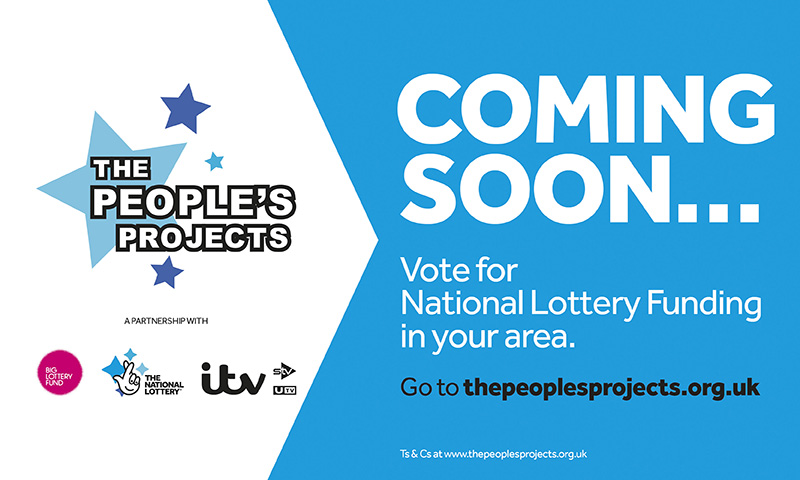 THE
PEOPLE'S
PROJECTS
A PARTNERSHIP WITH
BIG
LOTTERY
FUND
THE
NATIONAL
LOTTERY
itv
STV
UTV
COMING
SOON...
Vote for
National Lottery Funding
in your area.
Go to thepeoplesprojects.org.uk
Ts & Cs at www.thepeoplesprojects.org.uk